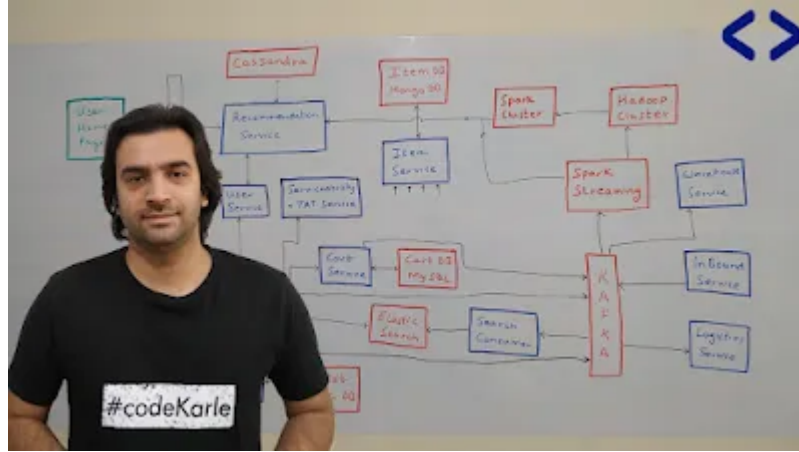 Cassandra
Item DB
Mongo DB
Spark
Cluster
Hadoop
Cluster
User
Home
Page
Recommendation
Service
Item
Service
Spark
Streaming
Warehouse
Service
User
Service
Serviceability
+ TAT Service
Cart
Service
Cart DB
MySQL
KAFKA
InBound
Service
Elastic
Search
Search
Consumer
Logistics
Service
DB
#codeKarle